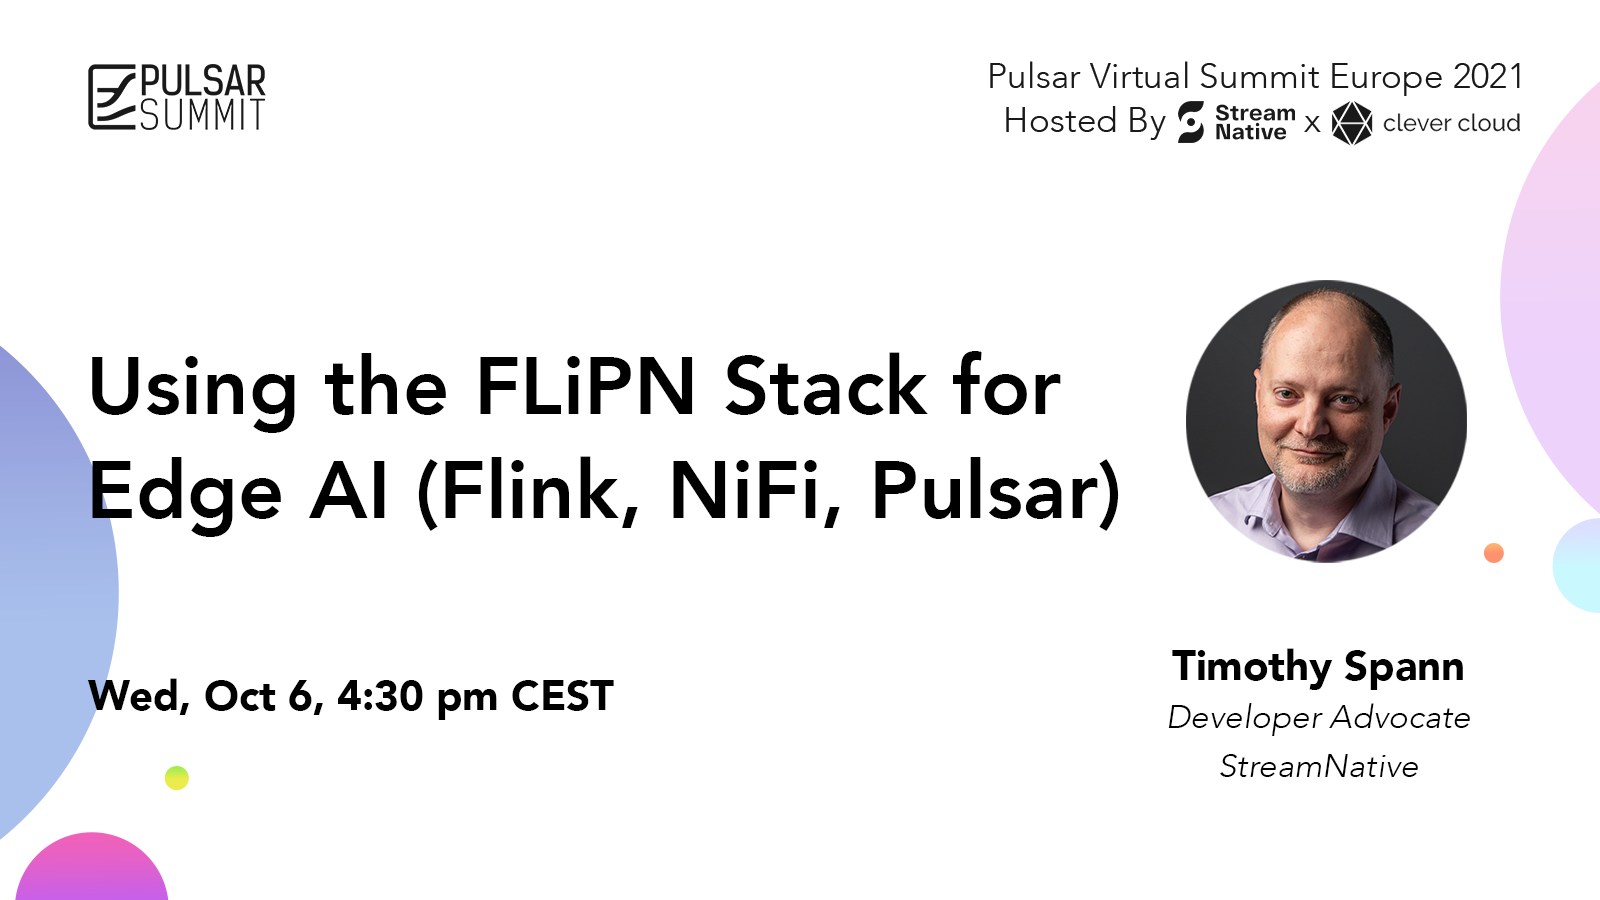 PULSAR
SUMMIT
Pulsar Virtual Summit Europe 2021
Hosted By Stream Native x clever cloud
Using the FLiPN Stack for
Edge AI (Flink, NiFi, Pulsar)
Wed, Oct 6, 4:30 pm CEST
Timothy Spann
Developer Advocate
StreamNative